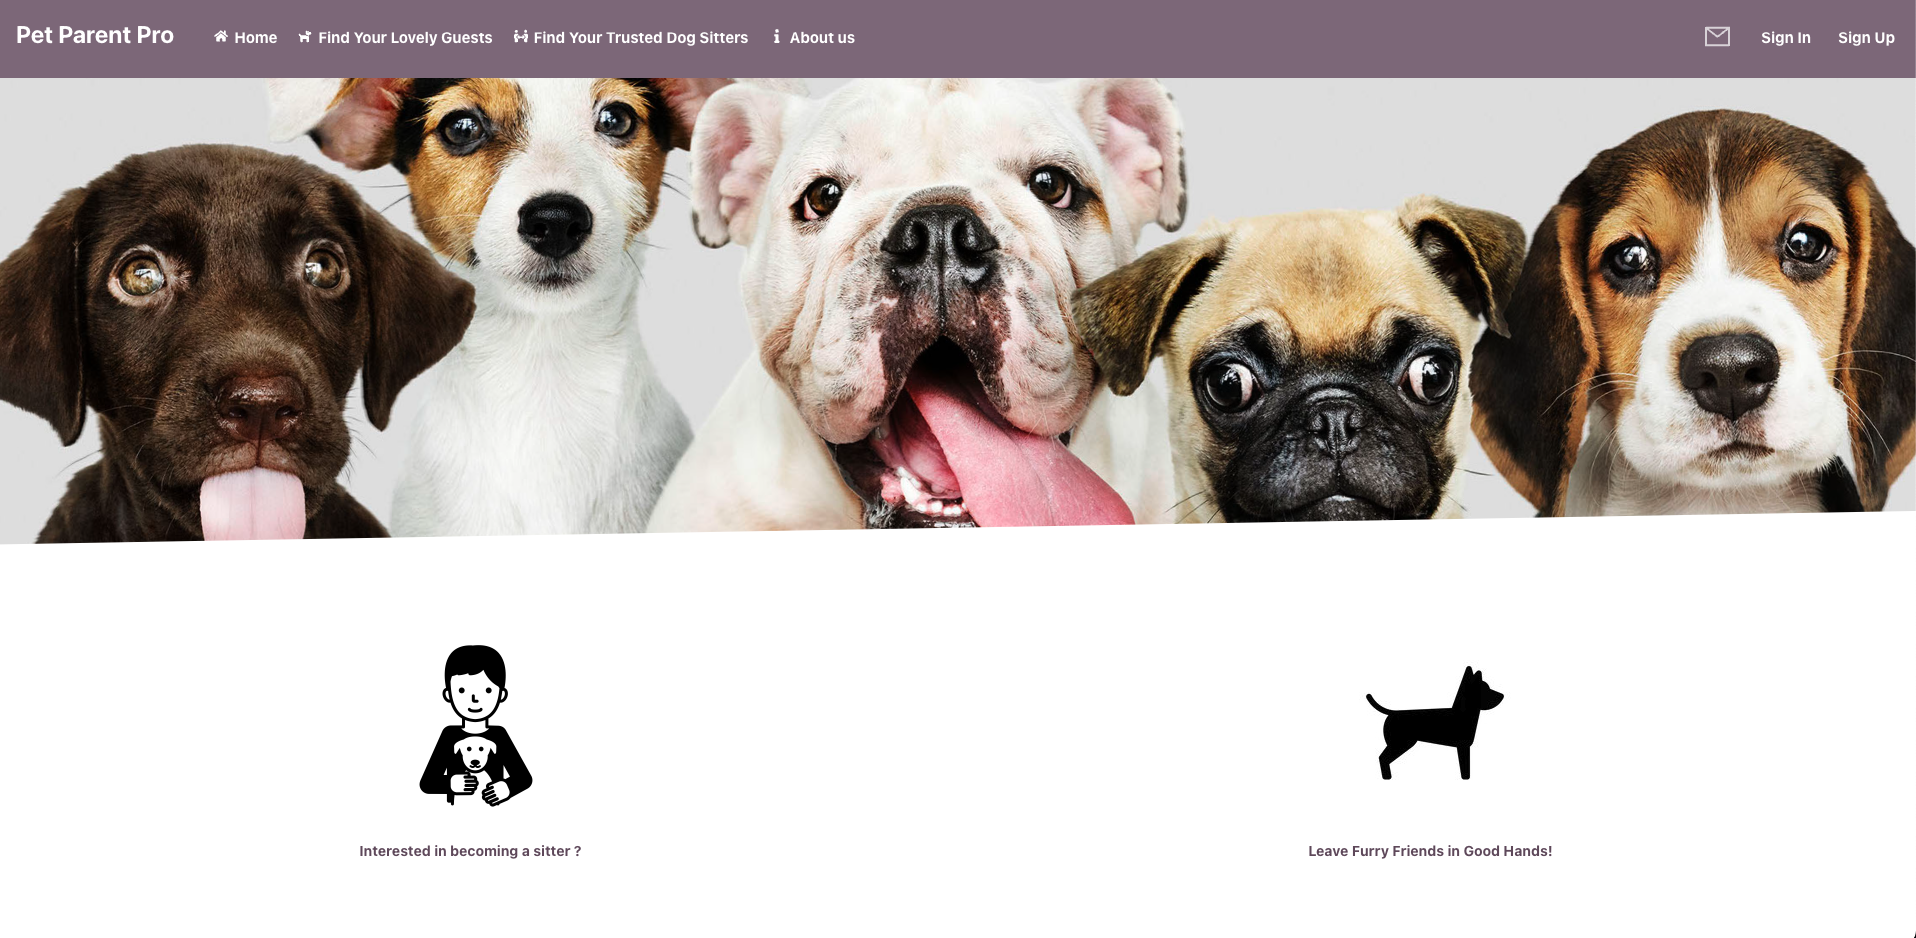 Pet Parent Pro
Home
Find Your Lovely Guests
Find Your Trusted Dog Sitters
About us
Sign In
Sign Up
Interested in becoming a sitter ?
Leave Furry Friends in Good Hands!